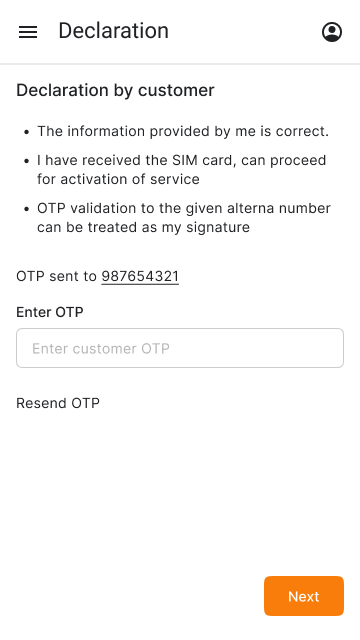 Declaration
Declaration by customer
• The information provided by me is correct.
• I have received the SIM card, can proceed
for activation of service
• OTP validation to the given alterna number
can be treated as my signature
OTP sent to 987654321
Enter OTP
Enter customer OTP
Resend OTP
Next